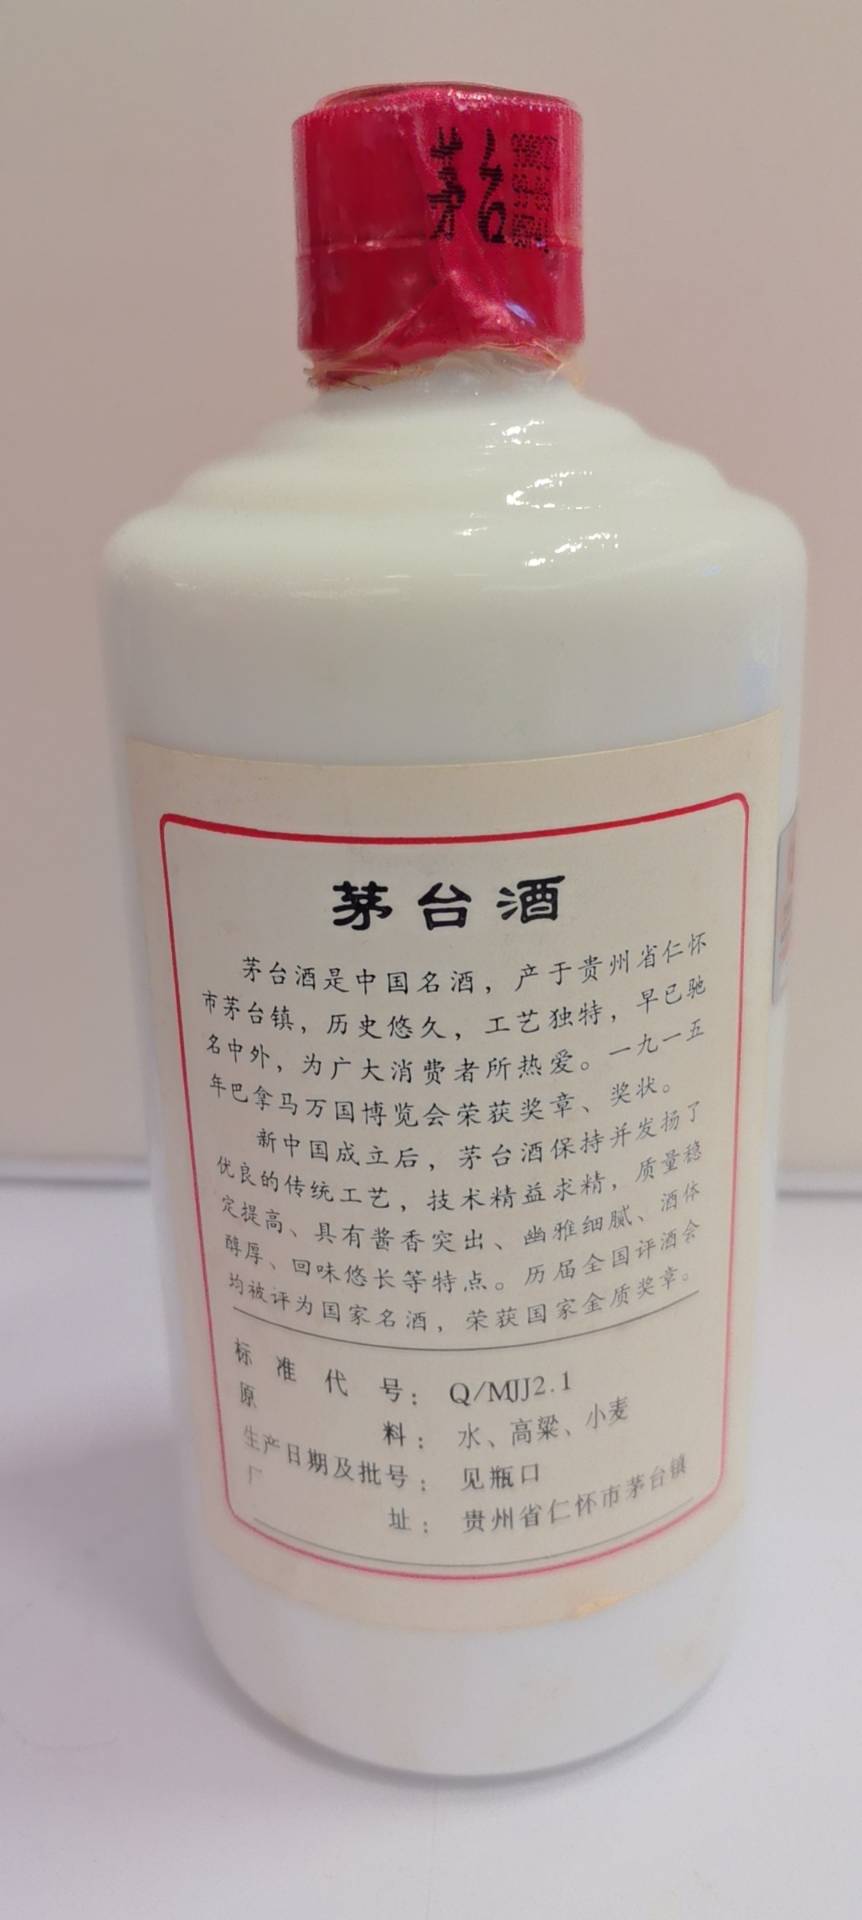 茅台
茅台酒
茅台酒是中国名酒，产于贵州省仁怀
市茅台镇，历史悠久，工艺独特，早已驰
名中外，为广大消费者所热爱。一九一五
年巴拿马万国博览会荣获奖章、奖状。
新中国成立后，茅台酒保持并发扬了
优良的传统工艺，技术精益求精，质量稳
定提高、具有酱香突出、幽雅细腻、酒体
醇厚、回味悠长等特点。历届全国评酒会
均被评为国家名酒，荣获国家金质奖章。
标准代号：Q/MJJ2.1
原料：水、高粱、小麦
生产日期及批号：见瓶口
厂址：贵州省仁怀市茅台镇